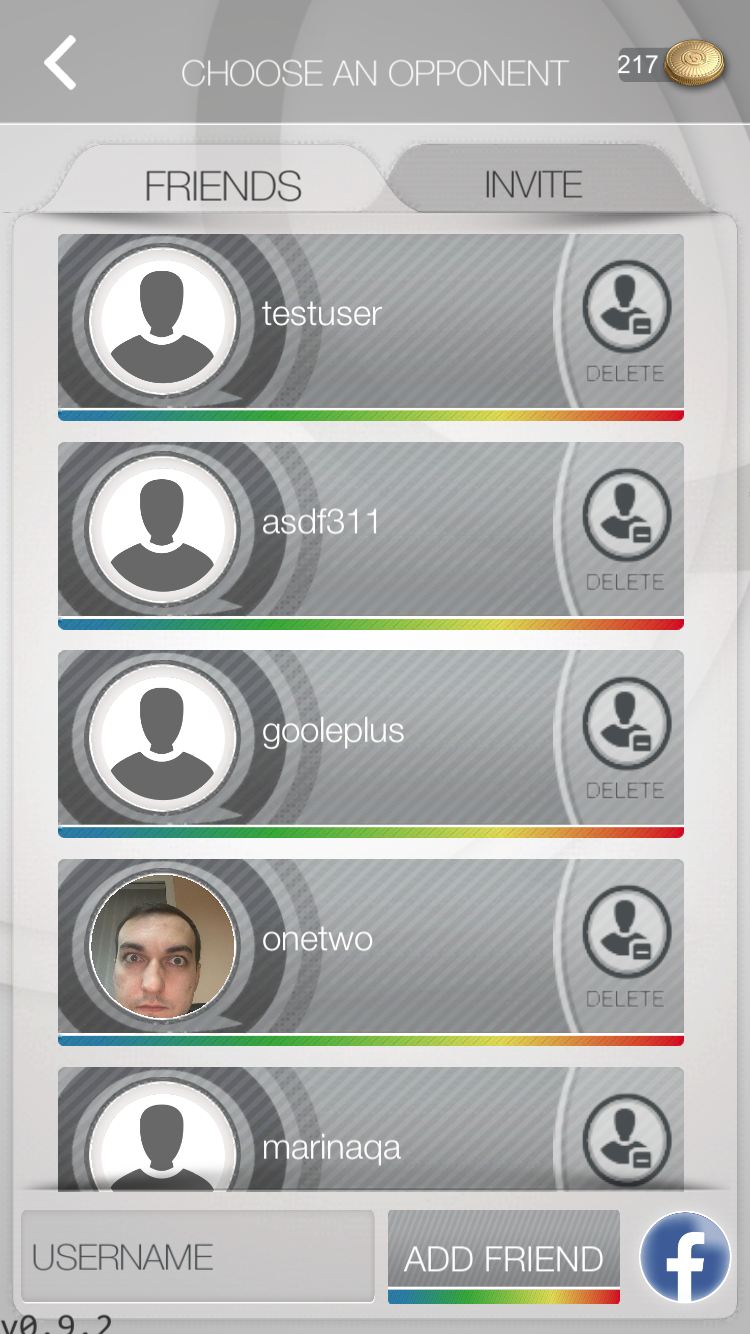 CHOOSE AN OPPONENT
217
FRIENDS
INVITE
testuser
DELETE
asdf311
DELETE
gooleplus
DELETE
onetwo
DELETE
marinaqa
USERNAME
ADD FRIEND
f
v0.9.2